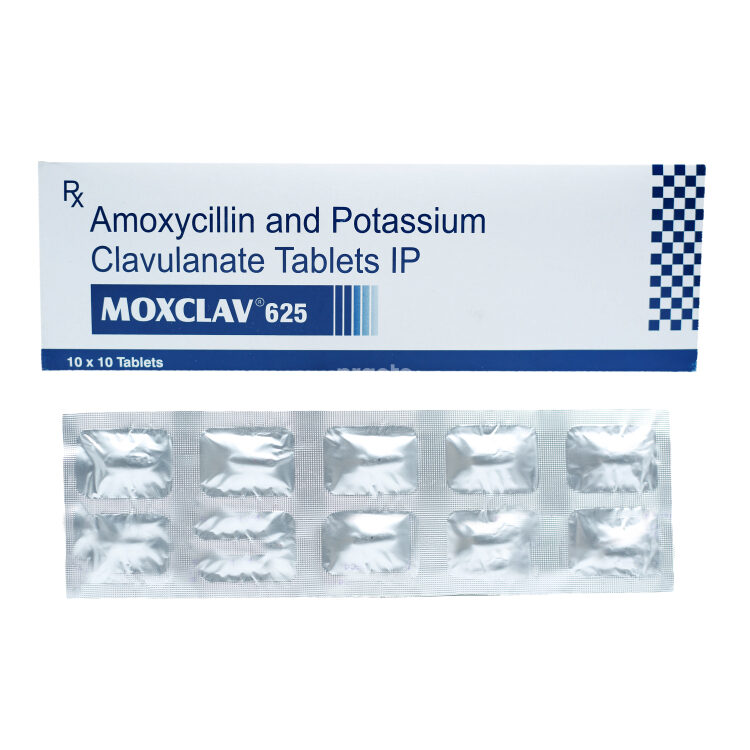 Rx
Amoxycillin and Potassium
Clavulanate Tablets IP
MOXCLAV® 625
10 x 10 Tablets